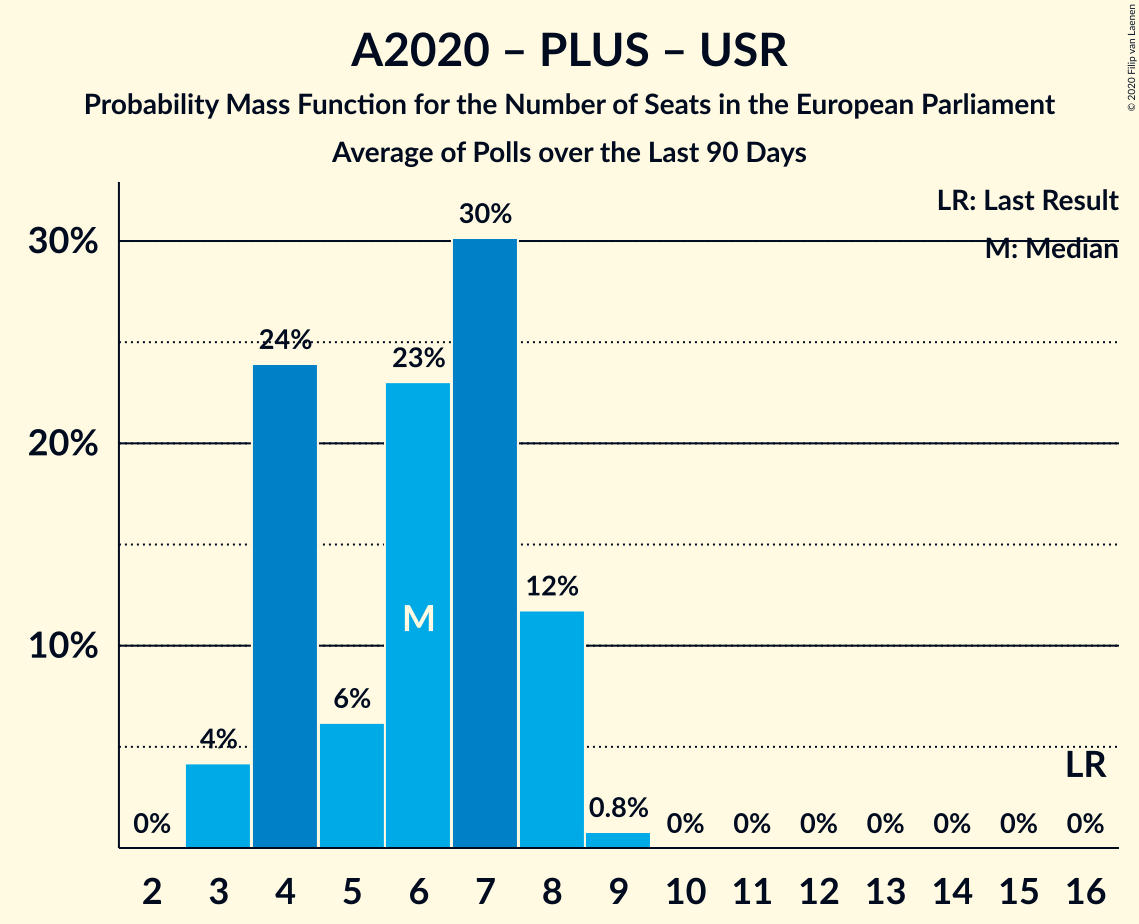 A2020 – PLUS – USR
Probability Mass Function for the Number of Seats in the European Parliament
Average of Polls over the Last 90 Days
© 2020 Filip van Laenen
LR: Last Result
M: Median
30%
20%
10%
0%
4%
24%
6%
23%
30%
12%
0.8%
0%
0%
0%
0%
0%
0%
0%
M
LR
2 3 4 5 6 7 8 9 10 11 12 13 14 15 16